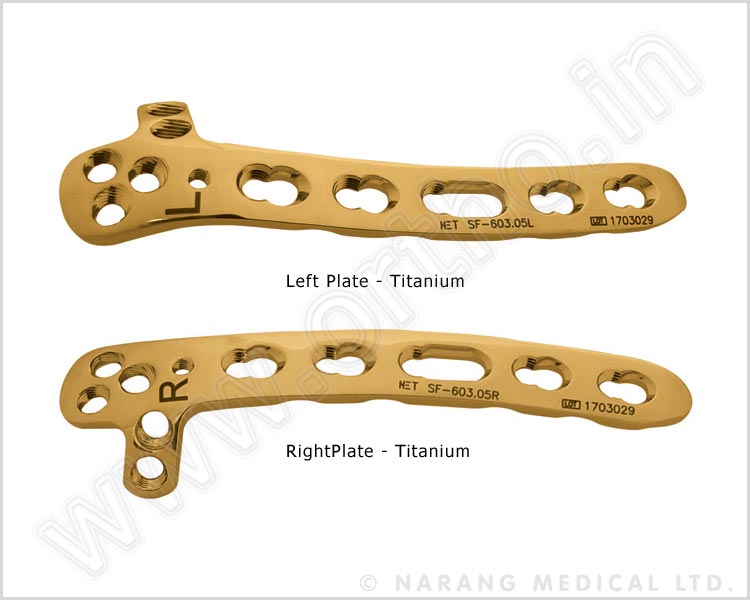 L
NET SF-603.05L
LOT 1703029
Left Plate - Titanium
R
NET SF-603.05R
LOT 1703029
RightPlate - Titanium
www.ortho.in
© NARANG MEDICAL LTD.